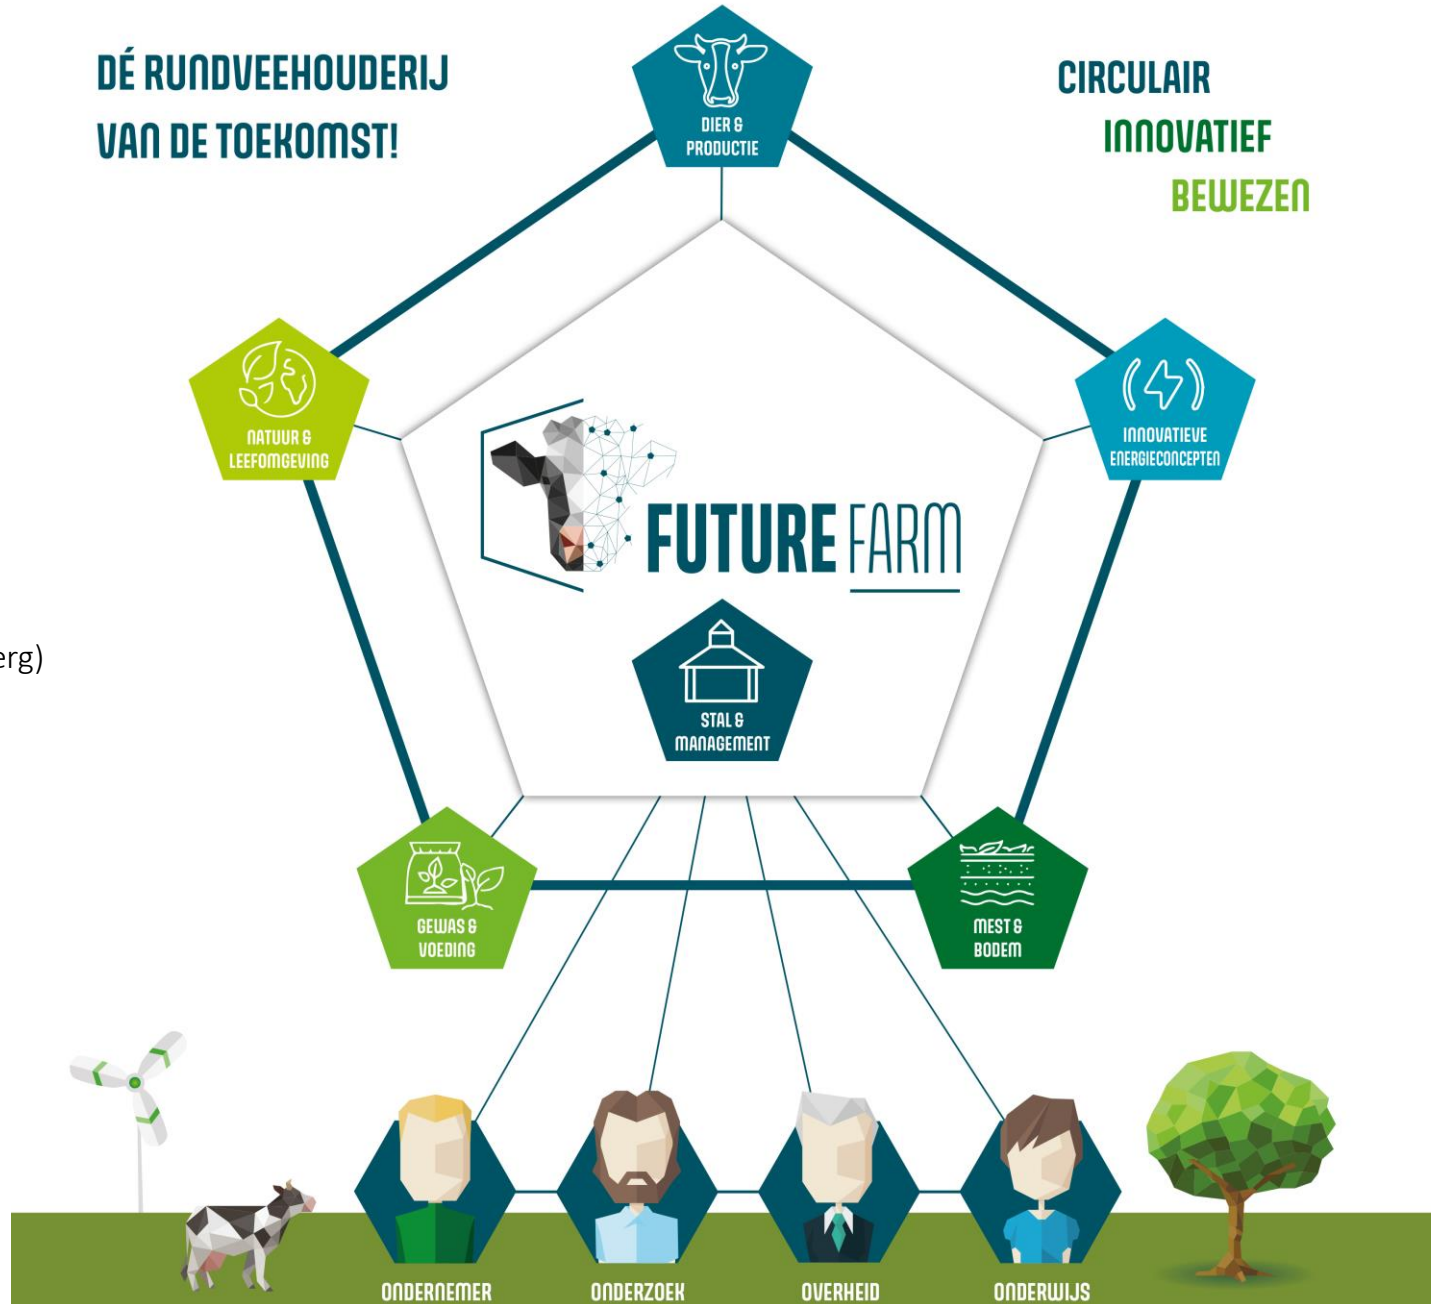 DÉ RUNDVEEHOUDERIJ
VAN DE TOEKOMST!
CIRCULAIR
INNOVATIEF
BEWEZEN
DIER &
PRODUCTIE
NATUUR &
LEEFOMGEVING
INNOVATIEVE
ENERGIECONCEPTEN
FUTURE FARM
erg)
STAL &
MANAGEMENT
GEWAS &
VOEDING
MEST &
BODEM
ONDERNEMER
ONDERZOEK
OVERHEID
ONDERWIJS